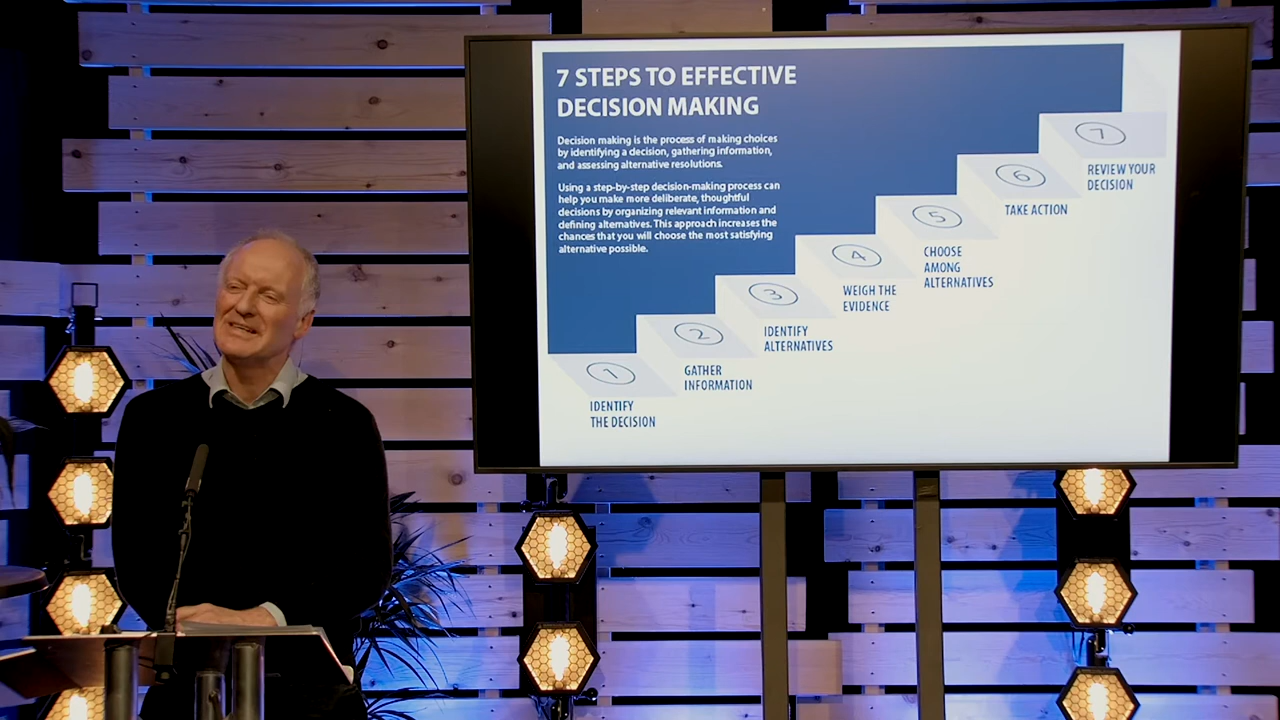 7 STEPS TO EFFECTIVE
DECISION MAKING
Decision making is the process of making choices
by identifying a decision, gathering information,
and assessing alternative resolutions.
Using a step-by-step decision-making process can
help you make more deliberate, thoughtful
decisions by organizing relevant information and
defining alternatives. This approach increases the
chances that you will choose the most satisfying
alternative possible.
1
IDENTIFY
THE DECISION
2
GATHER
INFORMATION
3
IDENTIFY
ALTERNATIVES
4
WEIGH THE
EVIDENCE
5
CHOOSE
AMONG
ALTERNATIVES
6
TAKE ACTION
7
REVIEW YOUR
DECISION